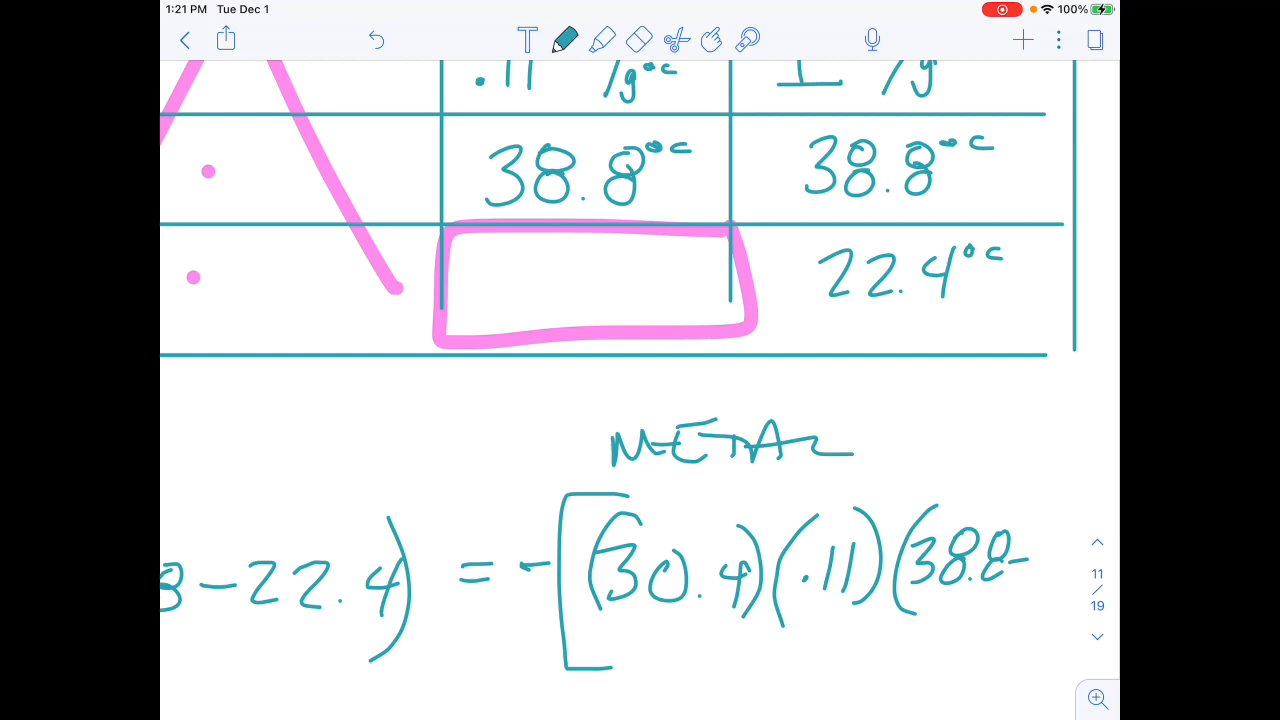 1:21 PM Tue Dec 1
100%
T
.11 /g°C 1 /g
38.8°C 38.8°C
22.4°C
METAL
8-22.4) = -[(30.4)(.11)(38.8-
11
/
19